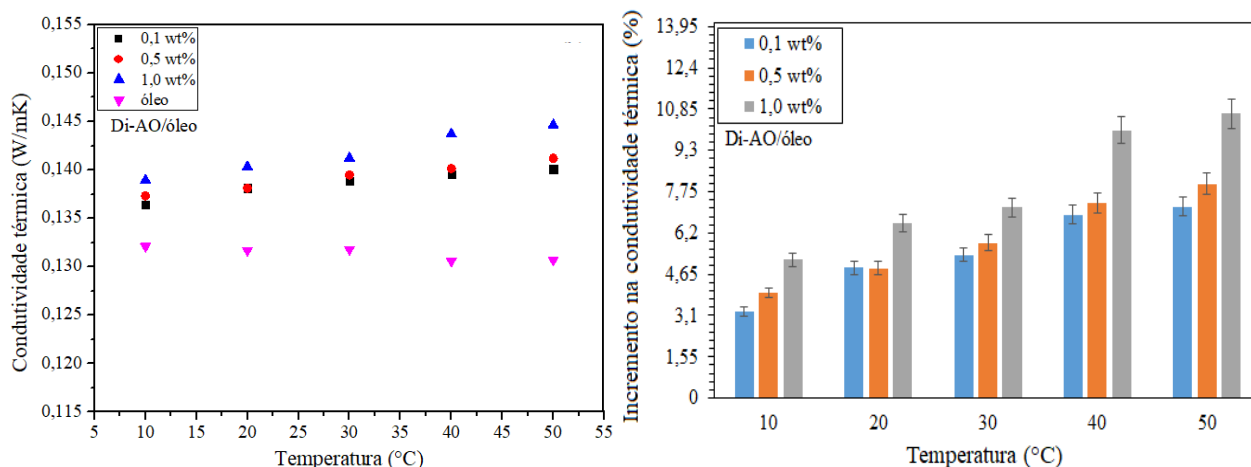 0,155
0,150
0,145
0,140
0,135
0,130
0,125
0,120
0,115
Condutividade térmica (W/mK)
0,1 wt%
0,5 wt%
1,0 wt%
óleo
Di-AO/óleo
5 10 15 20 25 30 35 40 45 50 55
Temperatura (°C)
13,95
12,4
10,85
9,3
7,75
6,2
4,65
3,1
1,55
0
Incremento na condutividade térmica (%)
0,1 wt%
0,5 wt%
1,0 wt%
Di-AO/óleo
10 20 30 40 50
Temperatura (°C)